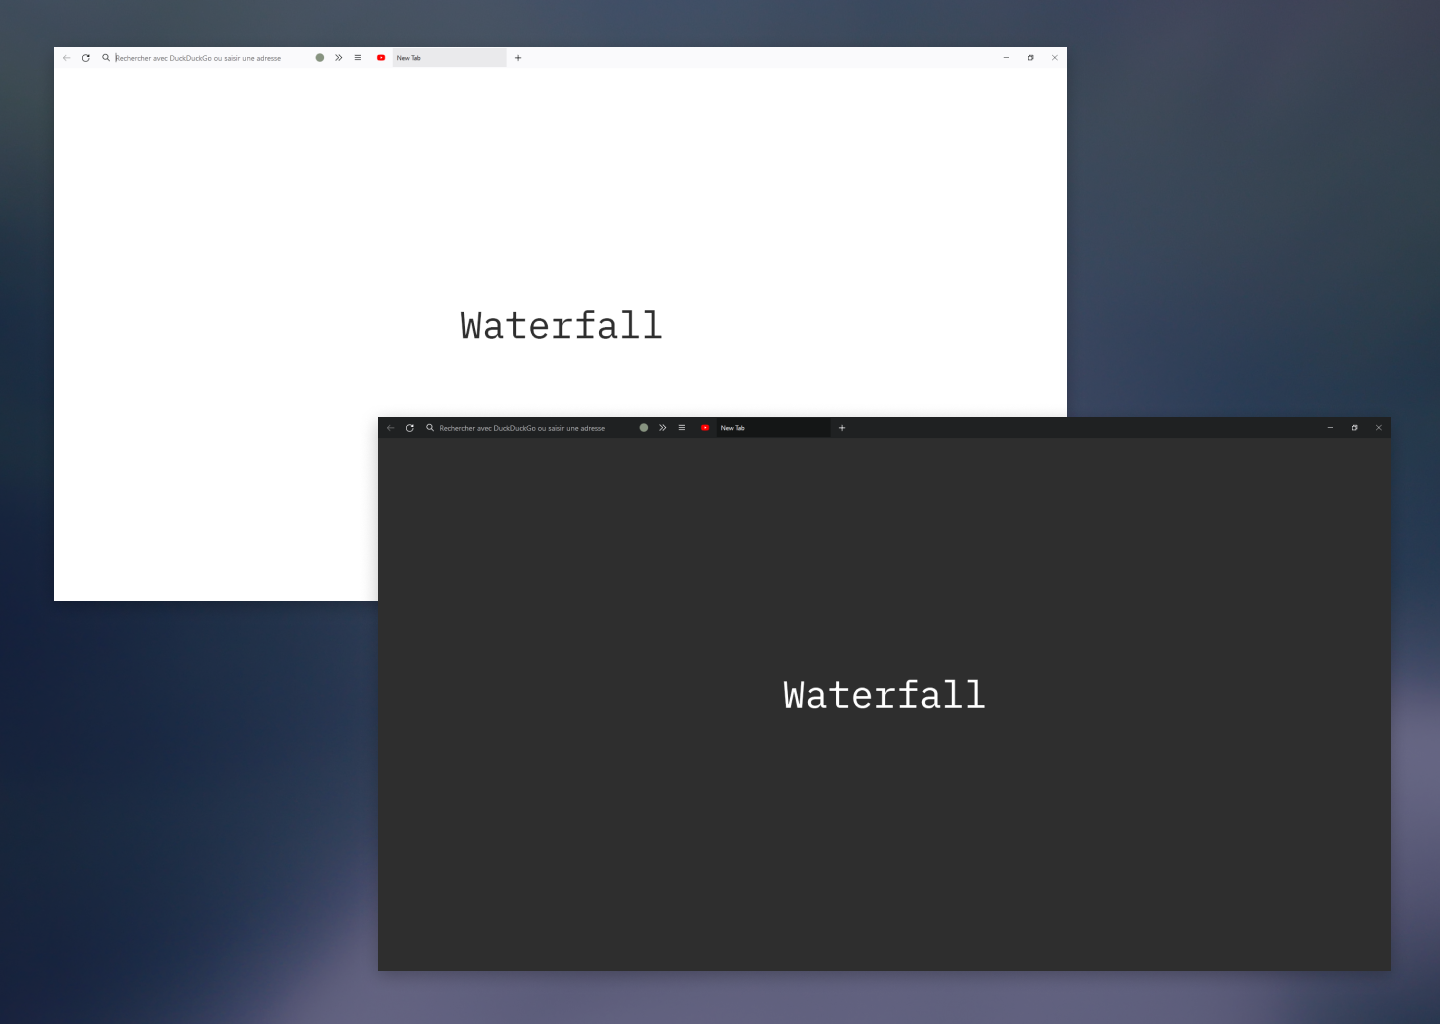 Rechercher avec DuckDuckGo ou saisir une adresse
New Tab
Waterfall
Rechercher avec DuckDuckGo ou saisir une adresse
New Tab
Waterfall